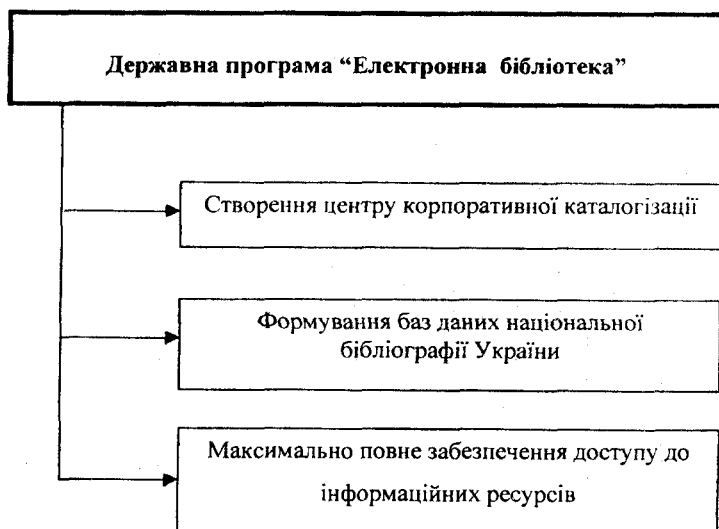 Державна програма “Електронна бібліотека”
Створення центру корпоративної каталогізації
Формування баз даних національної
бібліографії України
Максимально повне забезпечення доступу до
інформаційних ресурсів